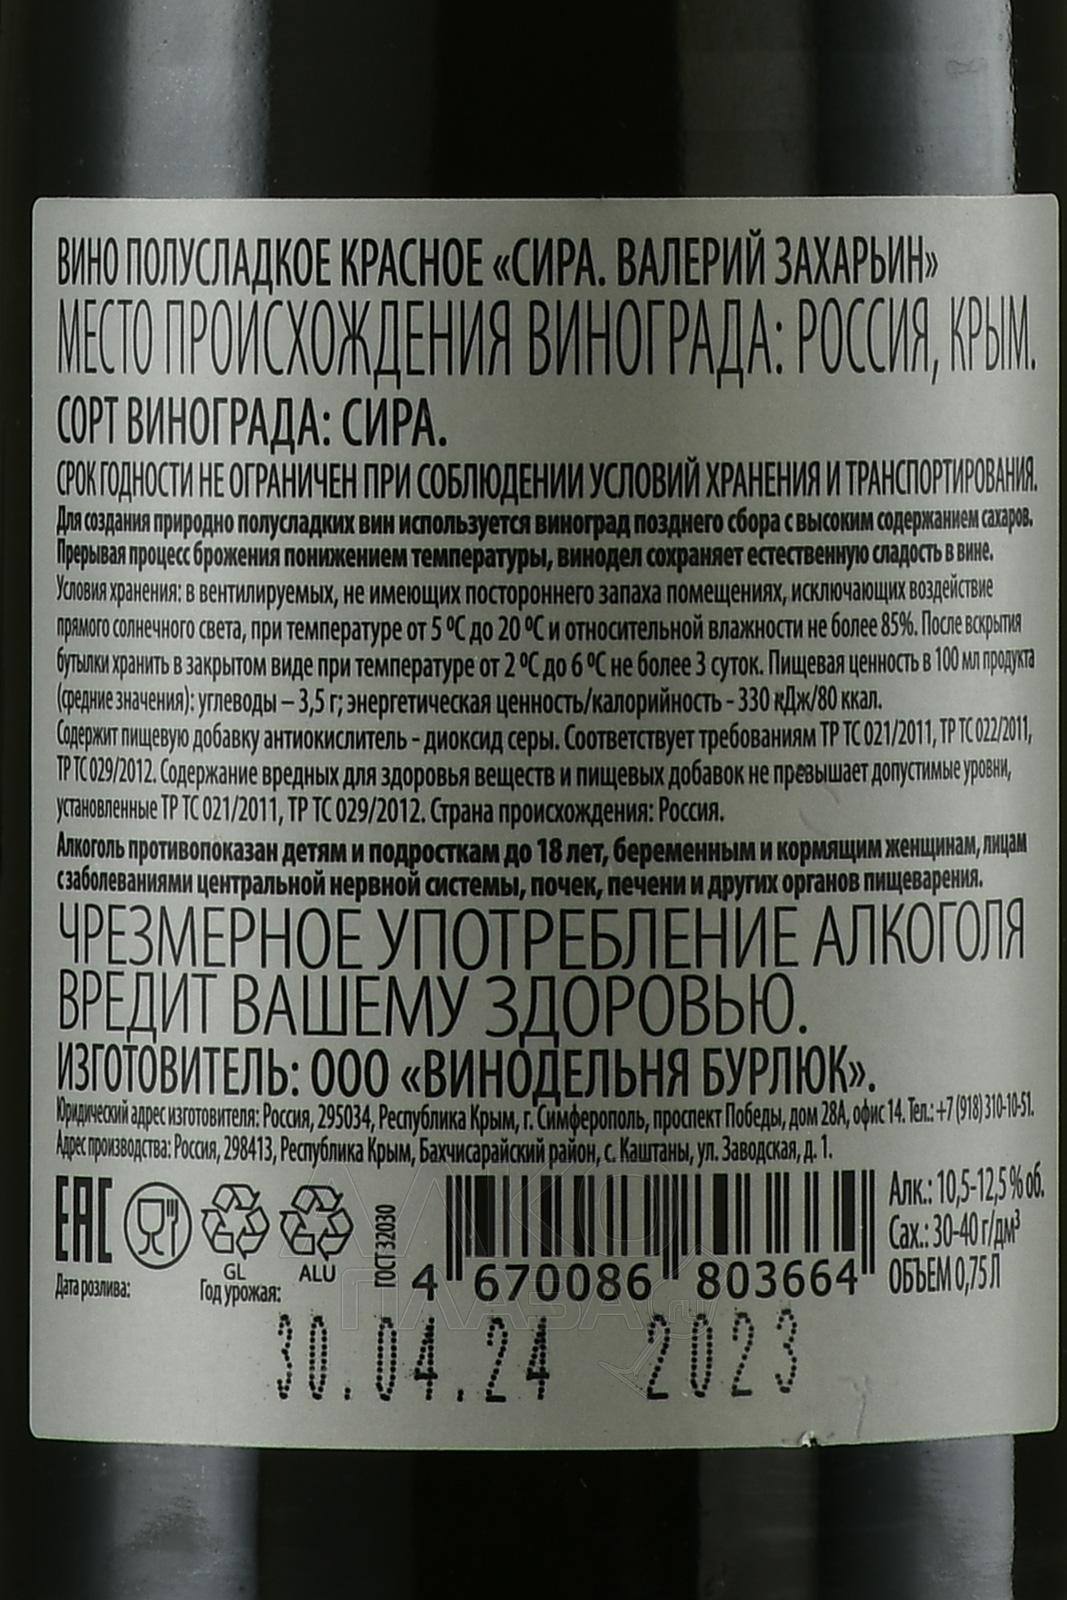 ВИНО ПОЛУСЛАДКОЕ КРАСНОЕ «СИРА. ВАЛЕРИЙ ЗАХАРЬИН»
МЕСТО ПРОИСХОЖДЕНИЯ ВИНОГРАДА: РОССИЯ, КРЫМ.
СОРТ ВИНОГРАДА: СИРА.
СРОК ГОДНОСТИ НЕ ОГРАНИЧЕН ПРИ СОБЛЮДЕНИИ УСЛОВИЙ ХРАНЕНИЯ И ТРАНСПОРТИРОВАНИЯ.
Для создания природно полусладких вин используется виноград позднего сбора с высоким содержанием сахаров.
Прерывая процесс брожения понижением температуры, винодел сохраняет естественную сладость в вине.
Условия хранения: в вентилируемых, не имеющих постороннего запаха помещениях, исключающих воздействие
прямого солнечного света, при температуре от 5 ºС до 20 ºС и относительной влажности не более 85%. После вскрытия
бутылки хранить в закрытом виде при температуре от 2 ºС до 6 ºС не более 3 суток. Пищевая ценность в 100 мл продукта
(средние значения): углеводы – 3,5 г; энергетическая ценность/калорийность - 330 кДж/80 ккал.
Содержит пищевую добавку антиокислитель - диоксид серы. Соответствует требованиям ТР ТС 021/2011, ТР ТС 022/2011,
ТР ТС 029/2012. Содержание вредных для здоровья веществ и пищевых добавок не превышает допустимые уровни,
установленные ТР ТС 021/2011, ТР ТС 029/2012. Страна происхождения: Россия.
Алкоголь противопоказан детям и подросткам до 18 лет, беременным и кормящим женщинам, лицам
с заболеваниями центральной нервной системы, почек, печени и других органов пищеварения.
ЧРЕЗМЕРНОЕ УПОТРЕБЛЕНИЕ АЛКОГОЛЯ
ВРЕДИТ ВАШЕМУ ЗДОРОВЬЮ.
ИЗГОТОВИТЕЛЬ: ООО «ВИНОДЕЛЬНЯ БУРЛЮК».
Юридический адрес изготовителя: Россия, 295034, Республика Крым, г. Симферополь, проспект Победы, дом 28А, офис 14. Тел.: +7 (918) 310-10-51.
Адрес производства: Россия, 298413, Республика Крым, Бахчисарайский район, с. Каштаны, ул. Заводская, д. 1.
EAC
GL
ALU
ГОСТ 32030
4 670086 803664
Алк.: 10,5-12,5 % об.
Сах.: 30-40 г/дм³
ОБЪЕМ 0,75 Л
Дата розлива:
Год урожая:
30.04.24 2023
АЛКО
ПЛАЗА
.ru